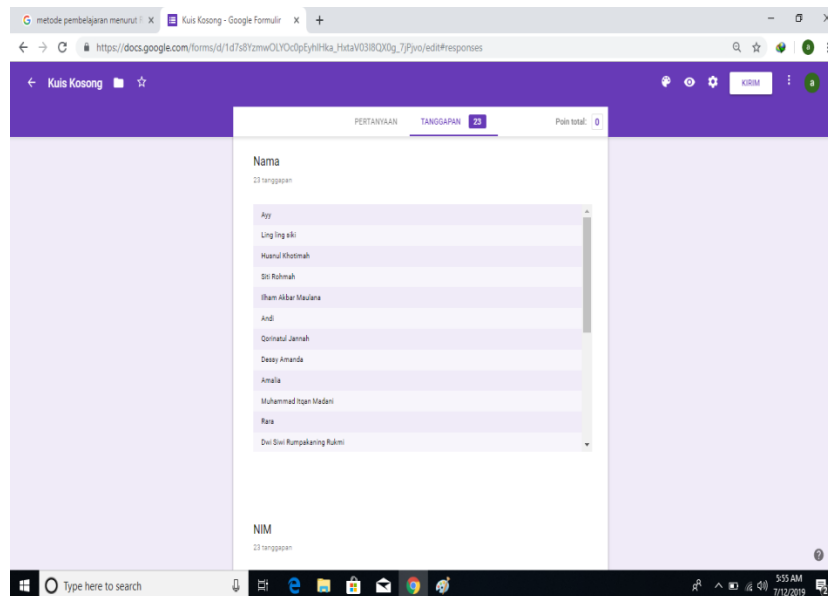 metode pembelajaran menurut
Kuis Kosong - Google Formulir
https://docs.google.com/forms/d/1d7s8YzmwOLYOc0pEyhlHka_HxtaV03I8QX0g_7jPjvo/edit#responses
Kuis Kosong
KIRIM
a
PERTANYAAN TANGGAPAN 23 Poin total: 0
Nama
23 tanggapan
Ayy
Ling ling siki
Husnul Khotimah
Siti Rohmah
Ilham Akbar Maulana
Andi
Qorinatul Jannah
Dessy Amanda
Amalia
Muhammad Itqan Madani
Rara
Dwi Siwi Rumpakaning Rukmi
NIM
23 tanggapan
Type here to search
5:55 AM
7/12/2019